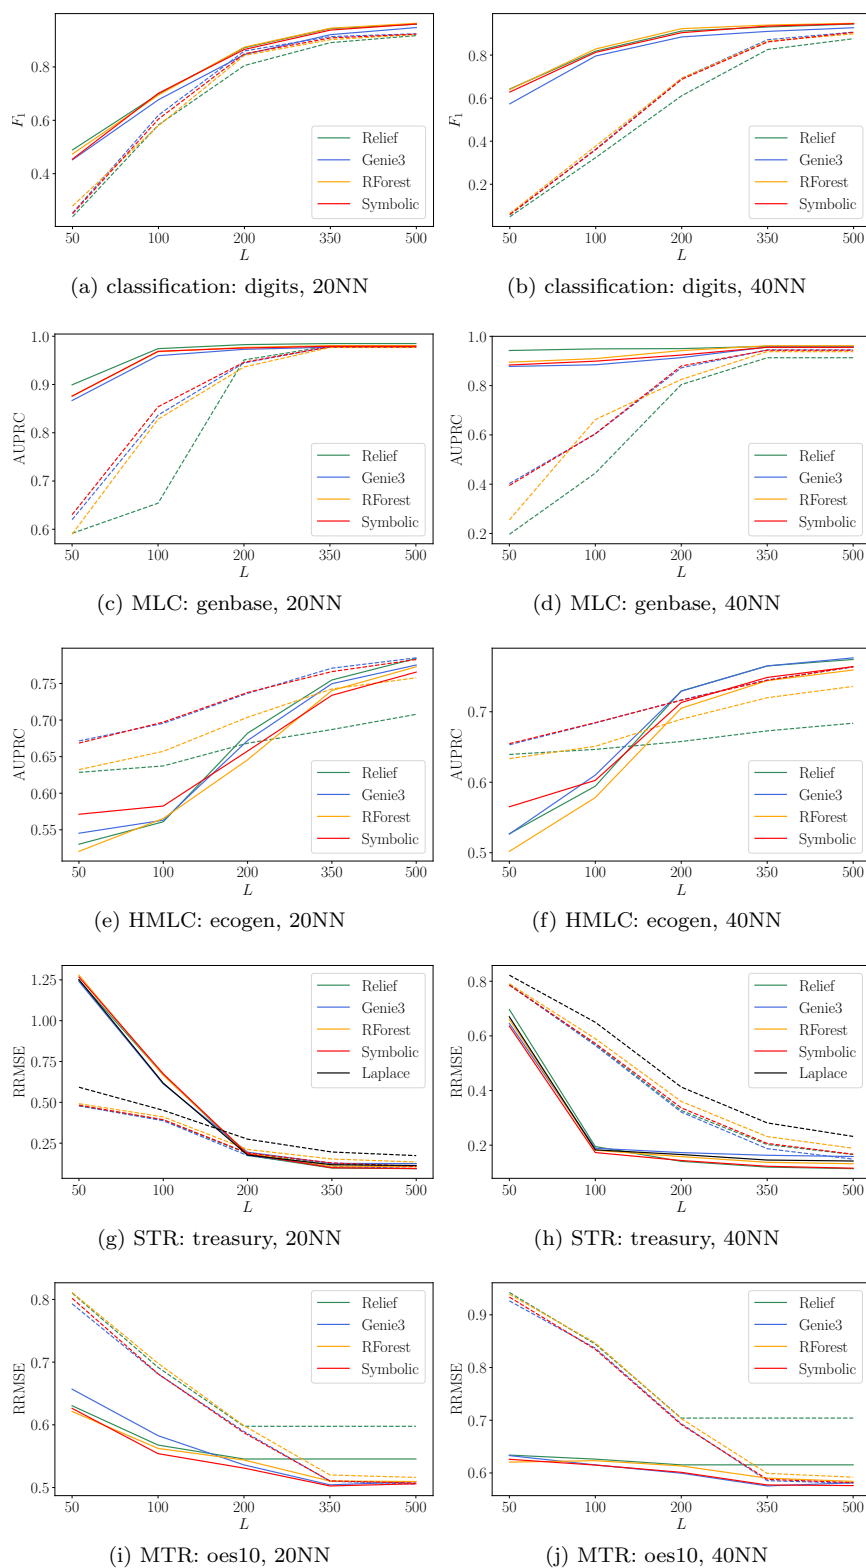 0.8
0.6
0.4
F1
50 100 200 350 500
L
Relief
Genie3
RForest
Symbolic
(a) classification: digits, 20NN
0.8
0.6
0.4
0.2
F1
50 100 200 350 500
L
Relief
Genie3
RForest
Symbolic
(b) classification: digits, 40NN
1.0
0.9
0.8
0.7
0.6
AUPRC
50 100 200 350 500
L
Relief
Genie3
RForest
Symbolic
(c) MLC: genbase, 20NN
1.0
0.8
0.6
0.4
0.2
AUPRC
50 100 200 350 500
L
Relief
Genie3
RForest
Symbolic
(d) MLC: genbase, 40NN
0.75
0.70
0.65
0.60
0.55
AUPRC
50 100 200 350 500
L
Relief
Genie3
RForest
Symbolic
(e) HMLC: ecogen, 20NN
0.7
0.6
0.5
AUPRC
50 100 200 350 500
L
Relief
Genie3
RForest
Symbolic
(f) HMLC: ecogen, 40NN
1.25
1.00
0.75
0.50
0.25
RRMSE
50 100 200 350 500
L
Relief
Genie3
RForest
Symbolic
Laplace
(g) STR: treasury, 20NN
0.8
0.6
0.4
0.2
RRMSE
50 100 200 350 500
L
Relief
Genie3
RForest
Symbolic
Laplace
(h) STR: treasury, 40NN
0.8
0.7
0.6
0.5
RRMSE
50 100 200 350 500
L
Relief
Genie3
RForest
Symbolic
(i) MTR: oes10, 20NN
0.9
0.8
0.7
0.6
RRMSE
50 100 200 350 500
L
Relief
Genie3
RForest
Symbolic
(j) MTR: oes10, 40NN